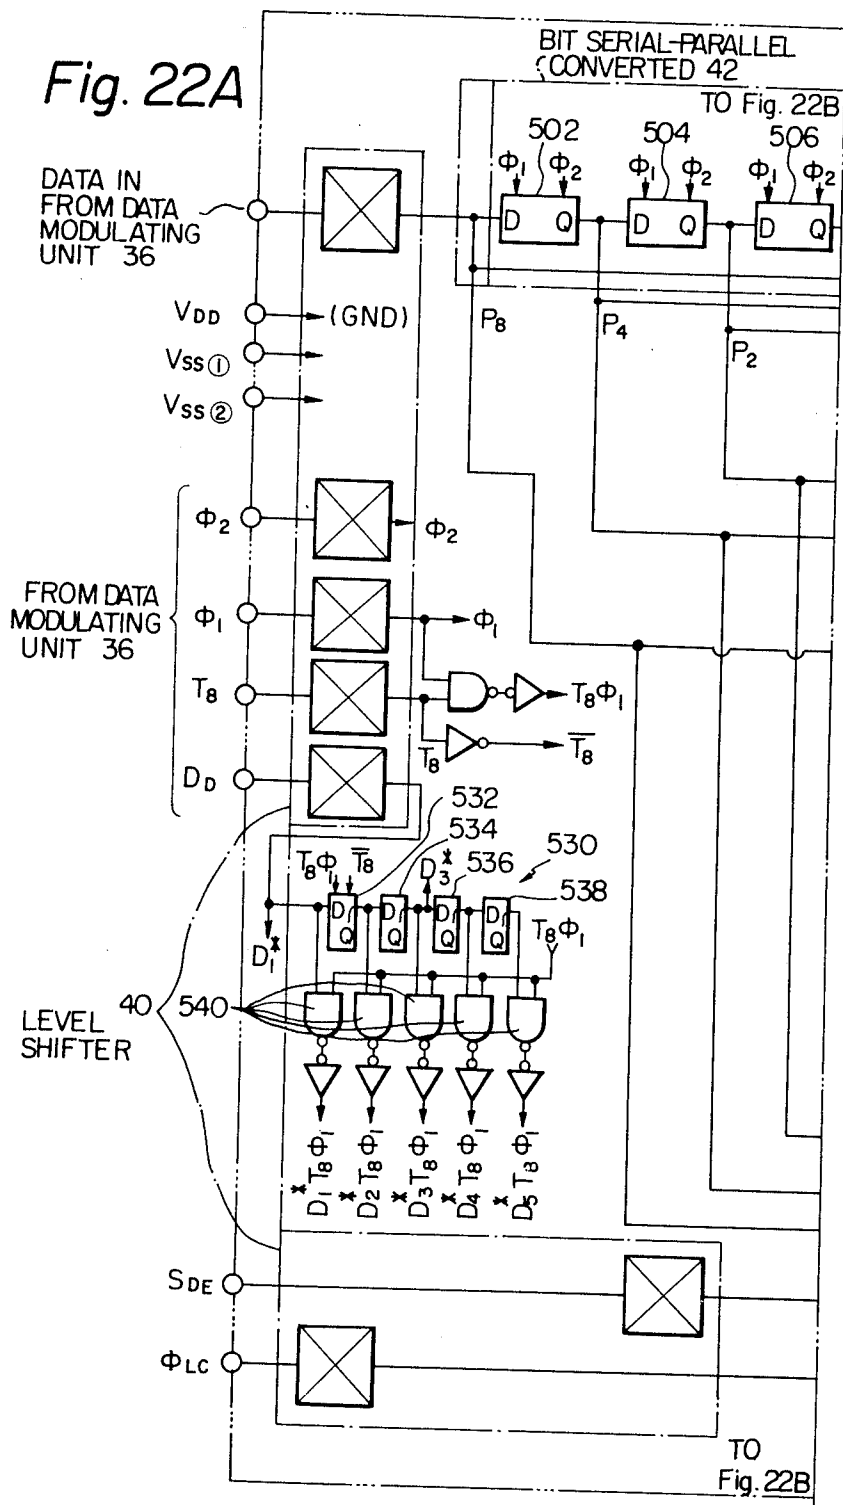 Fig. 22A
BIT SERIAL-PARALLEL
CONVERTED 42
TO Fig. 22B
502
504
506
Φ1
Φ2
Φ1
Φ2
Φ1
Φ2
DATA IN
FROM DATA
MODULATING
UNIT 36
D Q
D Q
D Q
VDD
(GND)
P8
P4
P2
VSS①
VSS②
Φ2
Φ2
FROM DATA
MODULATING
UNIT 36
Φ1
Φ1
T8
T8Φ1
T8
T̅8̅
DD
532
534
T8Φ1
T̅8̅
D3*
536
530
538
D
Q
D
Q
D
Q
D
Q
T8Φ1
D1*
40
540
LEVEL
SHIFTER
D1*T8Φ1
D2*T8Φ1
D3*T8Φ1
D4*T8Φ1
D5*T8Φ1
SDE
ΦLC
TO
Fig. 22B